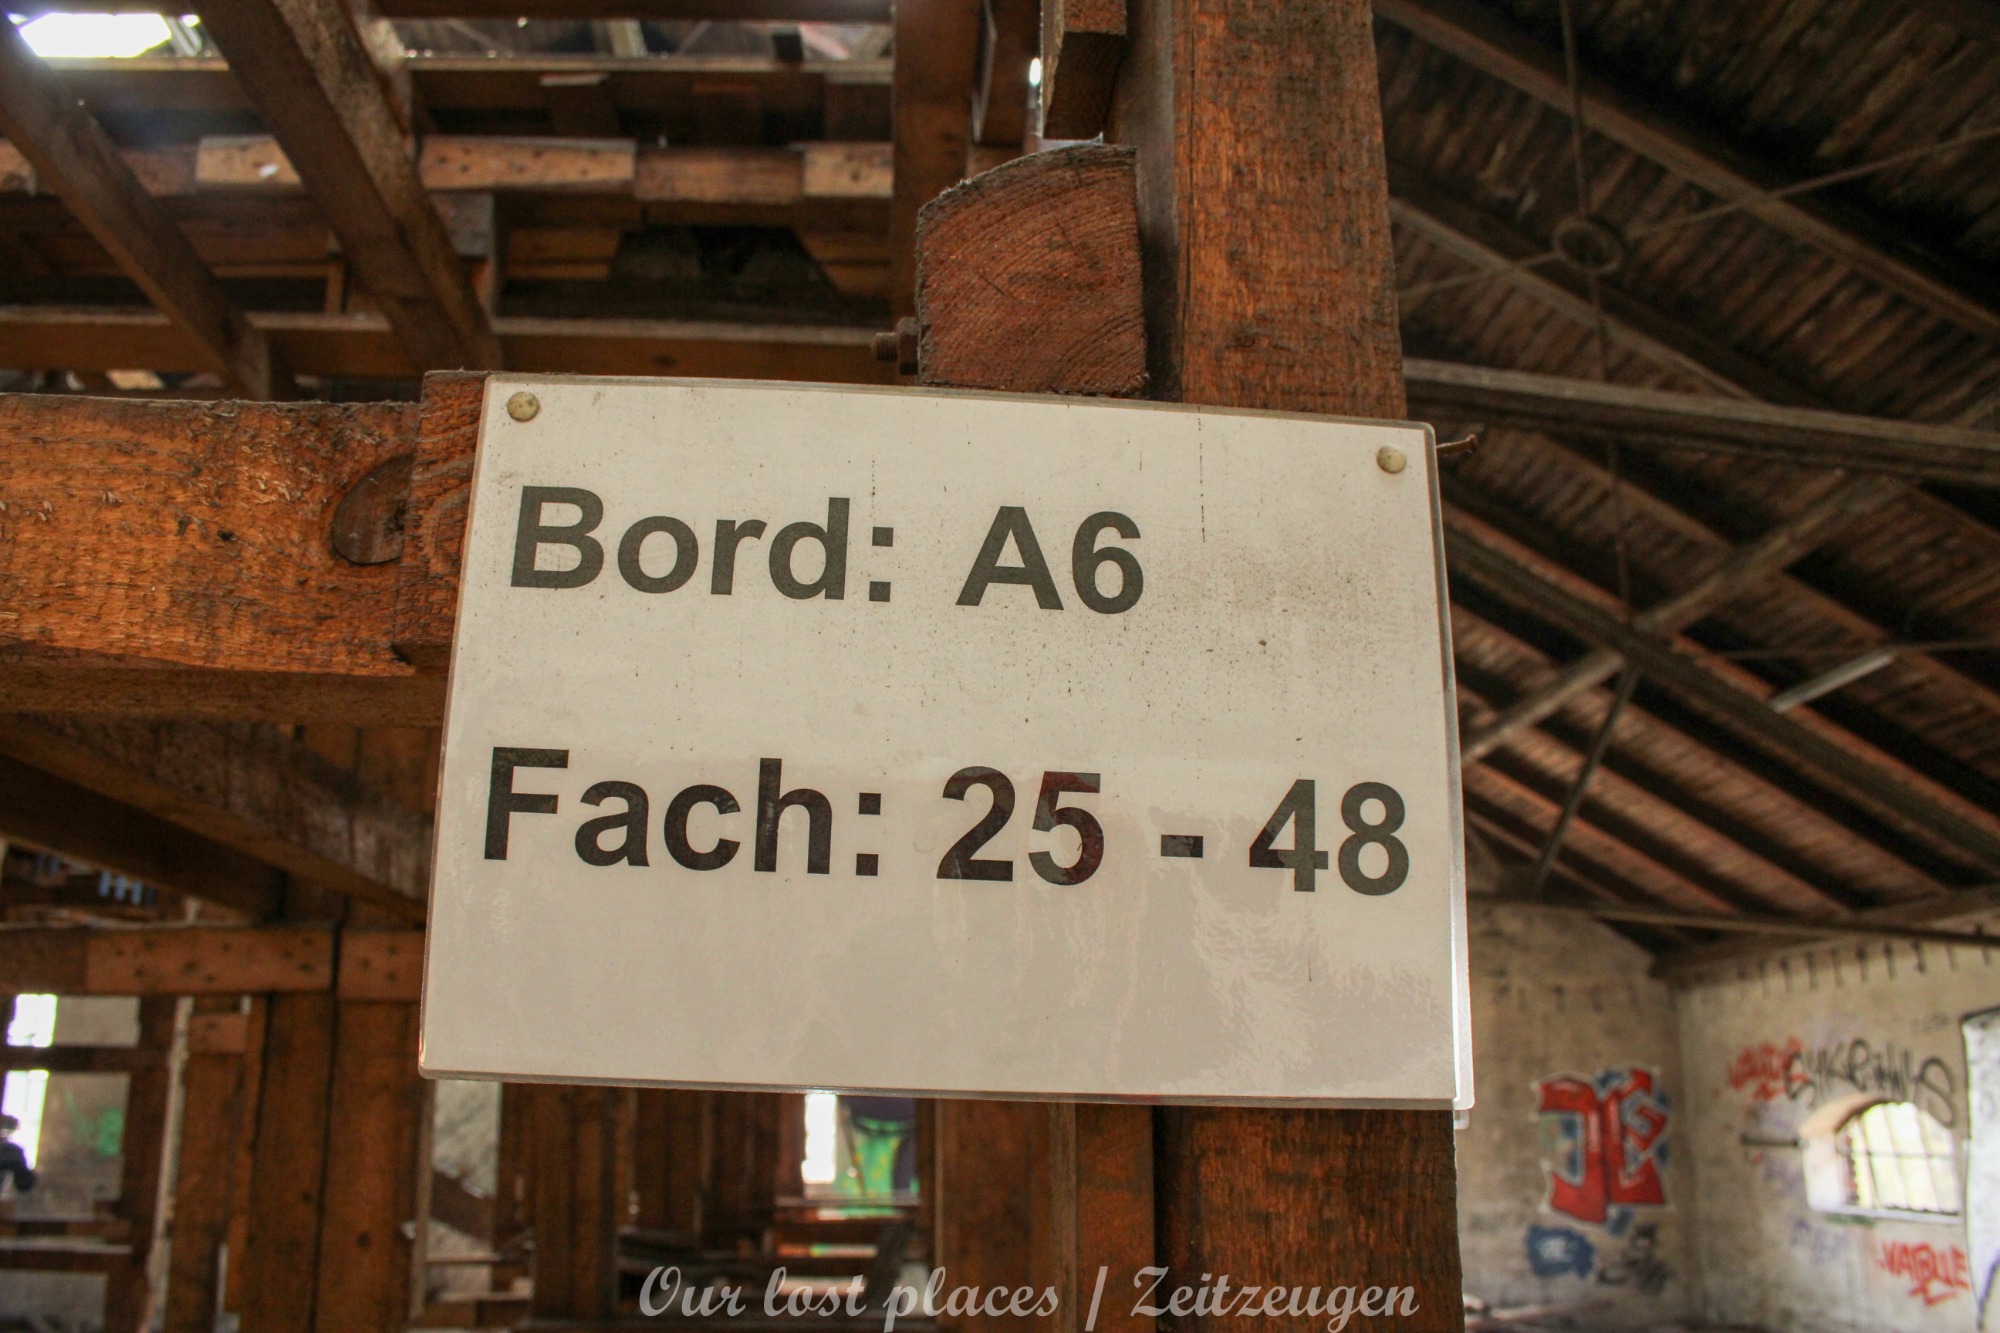 Bord: A6
Fach: 25 - 48
Our lost places / Zeitzeugen